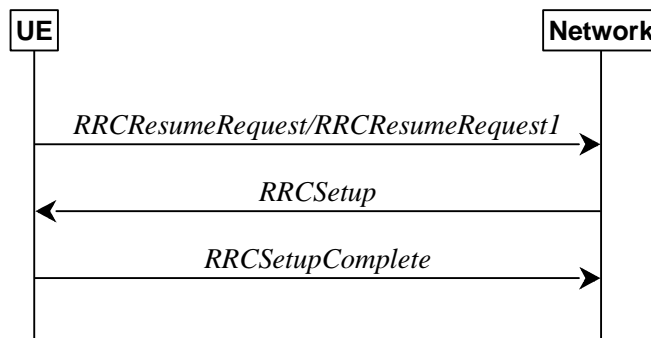 UE
Network
RRCResumeRequest/RRCResumeRequest1
RRCSetup
RRCSetupComplete